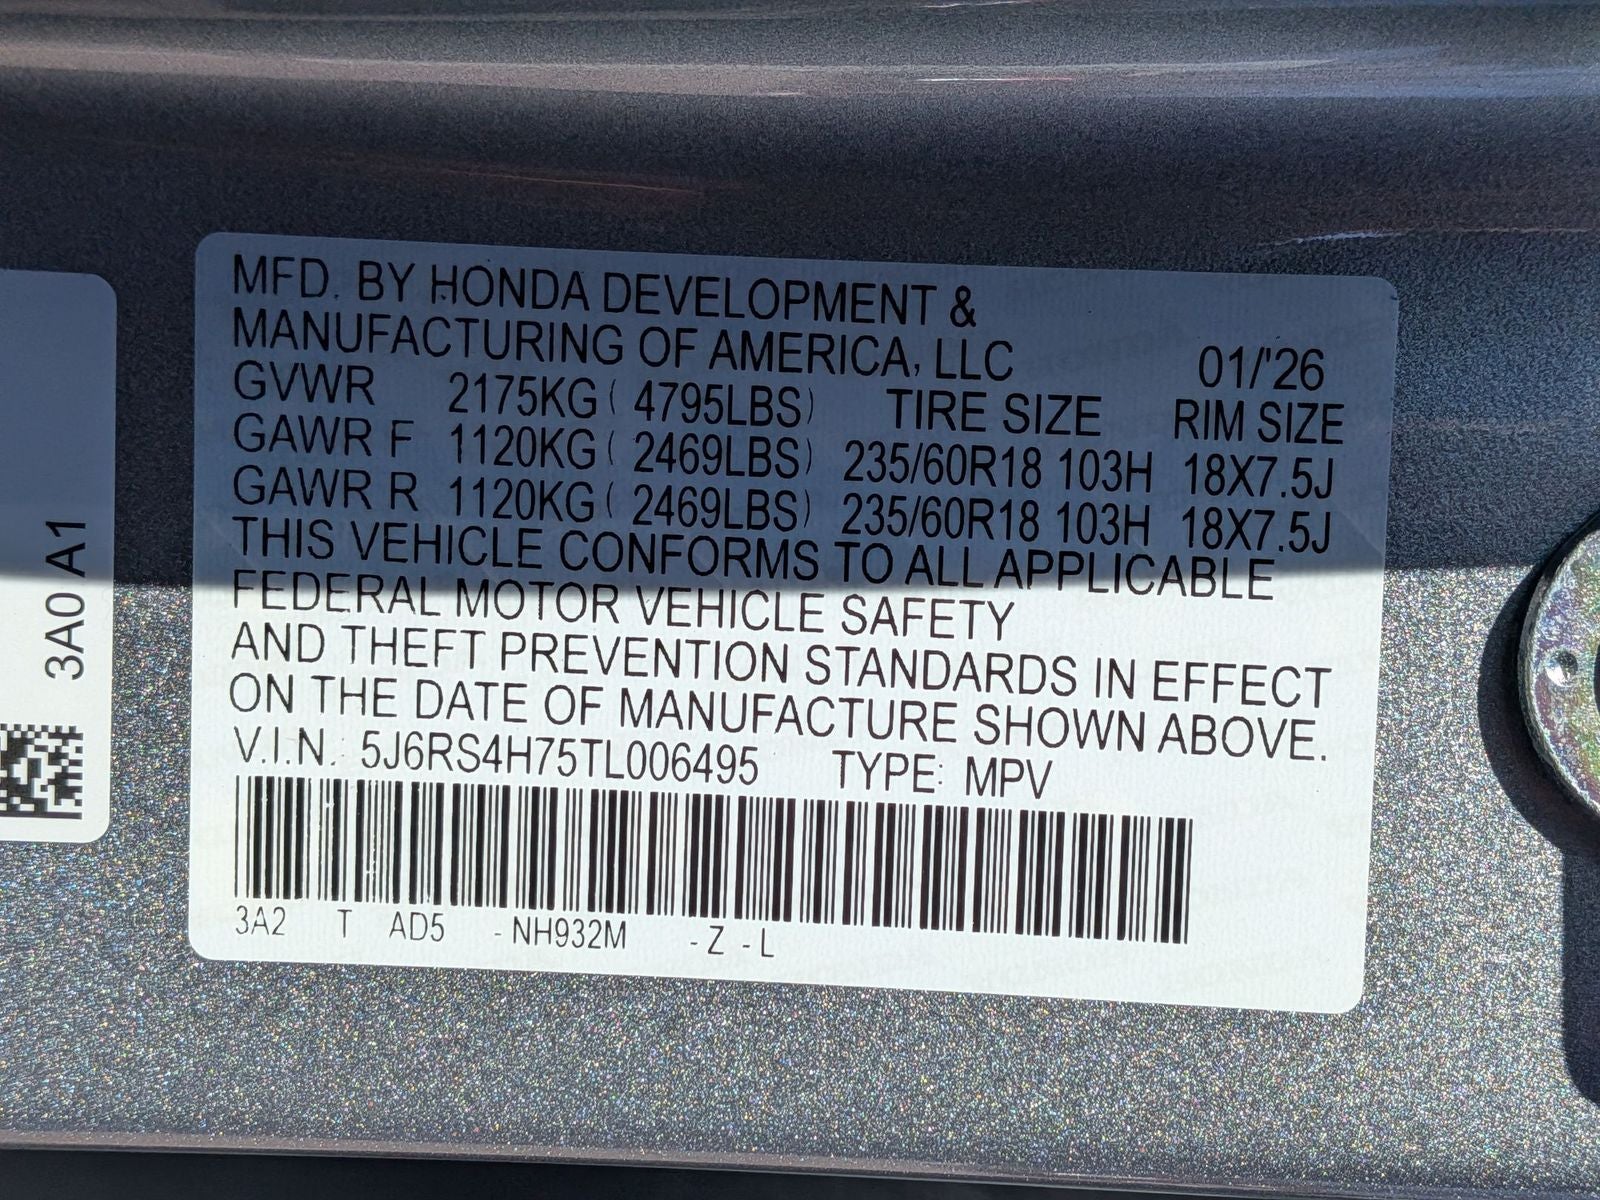 MFD. BY HONDA DEVELOPMENT &
MANUFACTURING OF AMERICA, LLC 01/'26
GVWR 2175KG ( 4795LBS) TIRE SIZE RIM SIZE
GAWR F 1120KG ( 2469LBS) 235/60R18 103H 18X7.5J
GAWR R 1120KG ( 2469LBS) 235/60R18 103H 18X7.5J
THIS VEHICLE CONFORMS TO ALL APPLICABLE
FEDERAL MOTOR VEHICLE SAFETY
AND THEFT PREVENTION STANDARDS IN EFFECT
ON THE DATE OF MANUFACTURE SHOWN ABOVE.
V.I.N. 5J6RS4H75TL006495 TYPE: MPV
3A2 T AD5 - NH932M - Z - L
3A0 A1